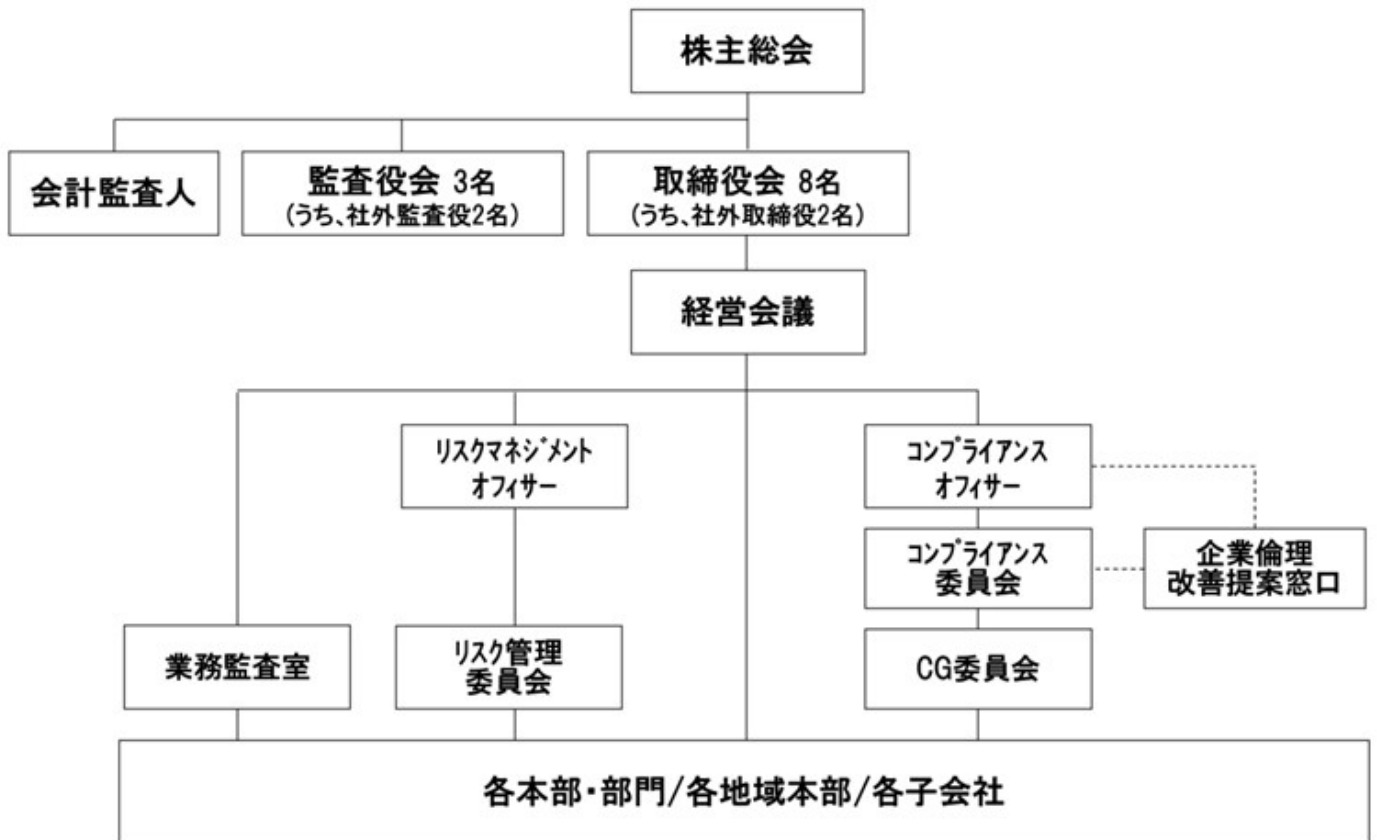 株主総会
会計監査人
監査役会 3名
(うち、社外監査役2名)
取締役会 8名
(うち、社外取締役2名)
経営会議
ﾘｽｸﾏﾈｼﾞﾒﾝﾄ
ｵﾌｨｻｰ
ｺﾝﾌﾟﾗｲｱﾝｽ
ｵﾌｨｻｰ
ｺﾝﾌﾟﾗｲｱﾝｽ
委員会
企業倫理
改善提案窓口
業務監査室
ﾘｽｸ管理
委員会
CG委員会
各本部・部門/各地域本部/各子会社